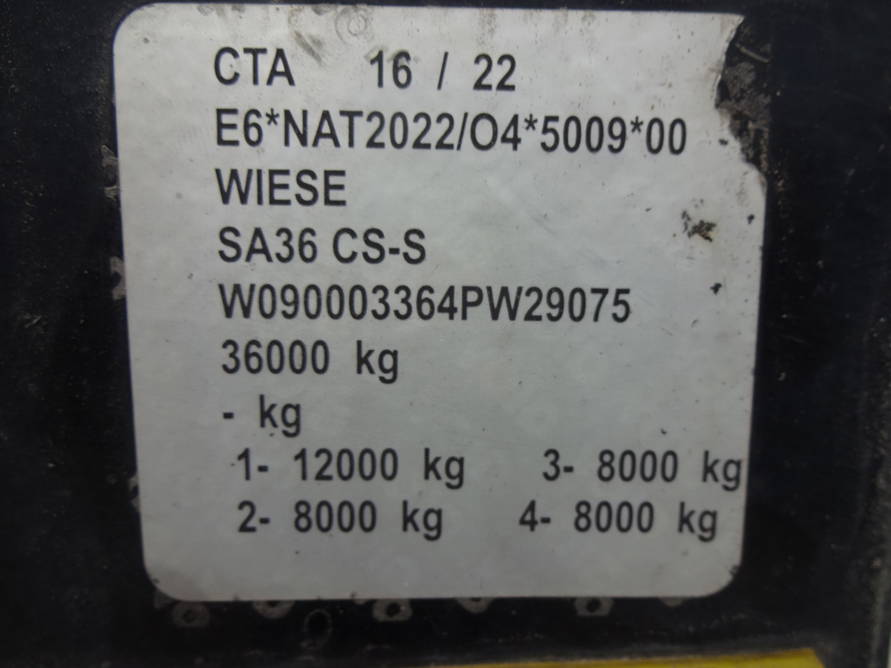 CTA 16 / 22
E6*NAT2022/O4*5009*00
WIESE
SA36 CS-S
W090003364PW29075
36000 kg
- kg
1- 12000 kg 3- 8000 kg
2- 8000 kg 4- 8000 kg